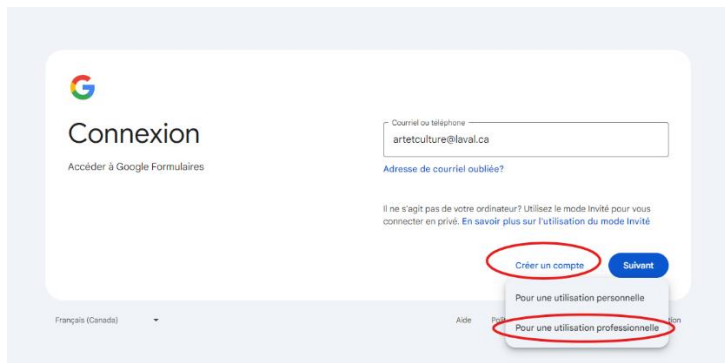 G
Connexion
Accéder à Google Formulaires
Courriel ou téléphone
artetculture@laval.ca
Adresse de courriel oubliée?
Il ne s'agit pas de votre ordinateur? Utilisez le mode Invité pour vous
connecter en privé. En savoir plus sur l'utilisation du mode Invité
Créer un compte
Suivant
Pour une utilisation personnelle
Pour une utilisation professionnelle
Français (Canada)
Aide